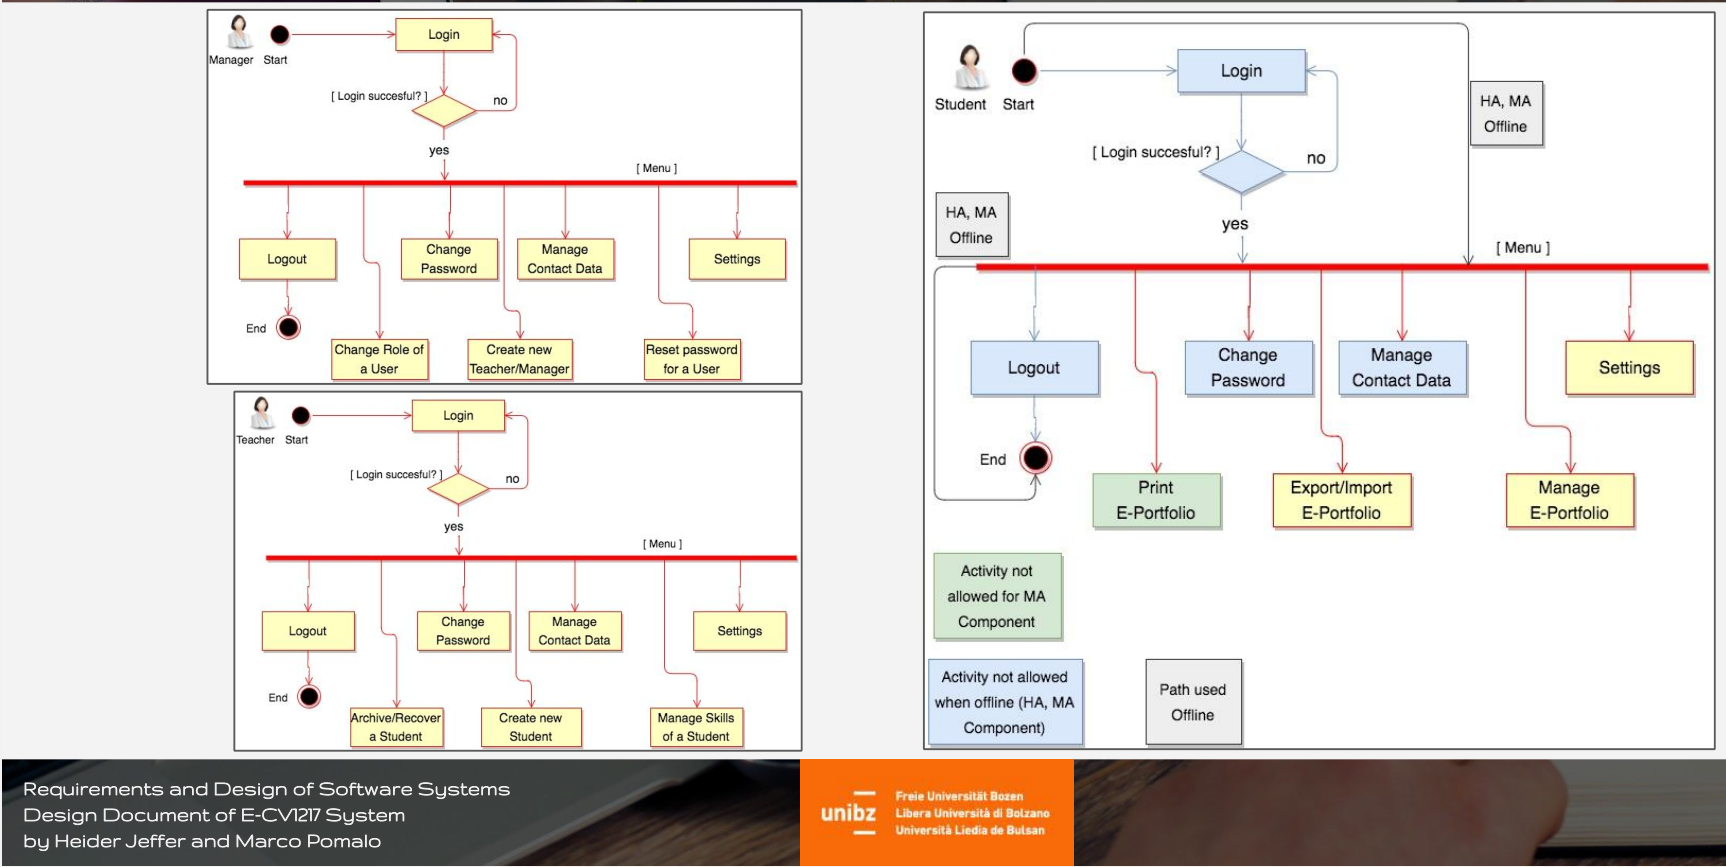 Manager
Start
Login
[ Login succesful? ]
no
yes
[ Menu ]
Logout
Change
Password
Manage
Contact Data
Settings
End
Change Role of
a User
Create new
Teacher/Manager
Reset password
for a User
Teacher
Start
Login
[ Login succesful? ]
no
yes
[ Menu ]
Logout
Change
Password
Manage
Contact Data
Settings
End
Archive/Recover
a Student
Create new
Student
Manage Skills
of a Student
Student
Start
Login
HA, MA
Offline
[ Login succesful? ]
no
yes
HA, MA
Offline
[ Menu ]
Logout
Change
Password
Manage
Contact Data
Settings
End
Print
E-Portfolio
Export/Import
E-Portfolio
Manage
E-Portfolio
Activity not
allowed for MA
Component
Activity not allowed
when offline (HA, MA
Component)
Path used
Offline
Requirements and Design of Software Systems
Design Document of E-CV1217 System
by Heider Jeffer and Marco Pomalo
unibz
Freie Universität Bozen
Libera Università di Bolzano
Università Liedia de Bulsan